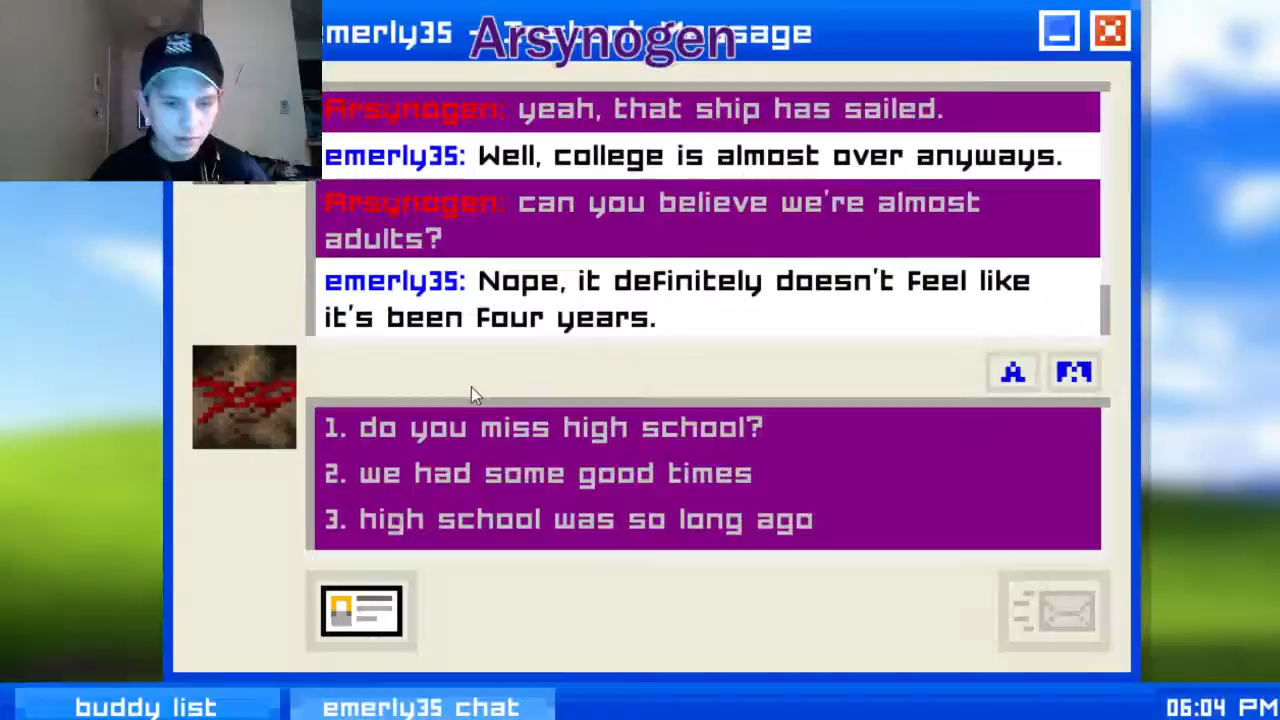 emerly35 - Instant Message
Arsynogen
Arsynogen: yeah, that ship has sailed.
emerly35: Well, college is almost over anyways.
Arsynogen: can you believe we're almost
adults?
emerly35: Nope, it definitely doesn't feel like
it's been four years.
A
1. do you miss high school?
2. we had some good times
3. high school was so long ago
buddy list
emerly35 chat
06:04 PM